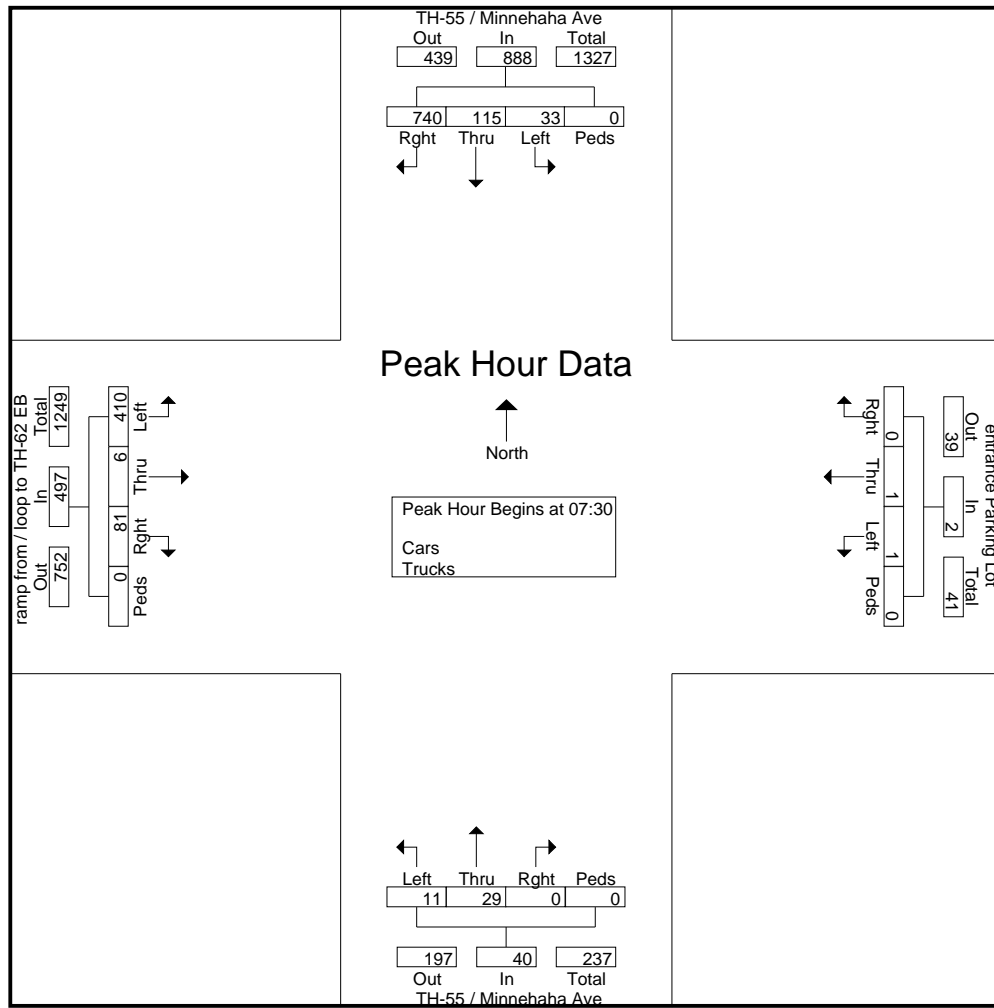 TH-55 / Minnehaha Ave
Out In Total
439 888 1327
740 115 33 0
Rght Thru Left Peds
Peak Hour Data
North
Peak Hour Begins at 07:30
Cars
Trucks
ramp from / loop to TH-62 EB
Out In Total
752 497 1249
410 6 81 0
Left Thru Rght Peds
entrance Parking Lot
Out In Total
39 2 41
0 1 1 0
Rght Thru Left Peds
Left Thru Rght Peds
11 29 0 0
197 40 237
Out In Total
TH-55 / Minnehaha Ave